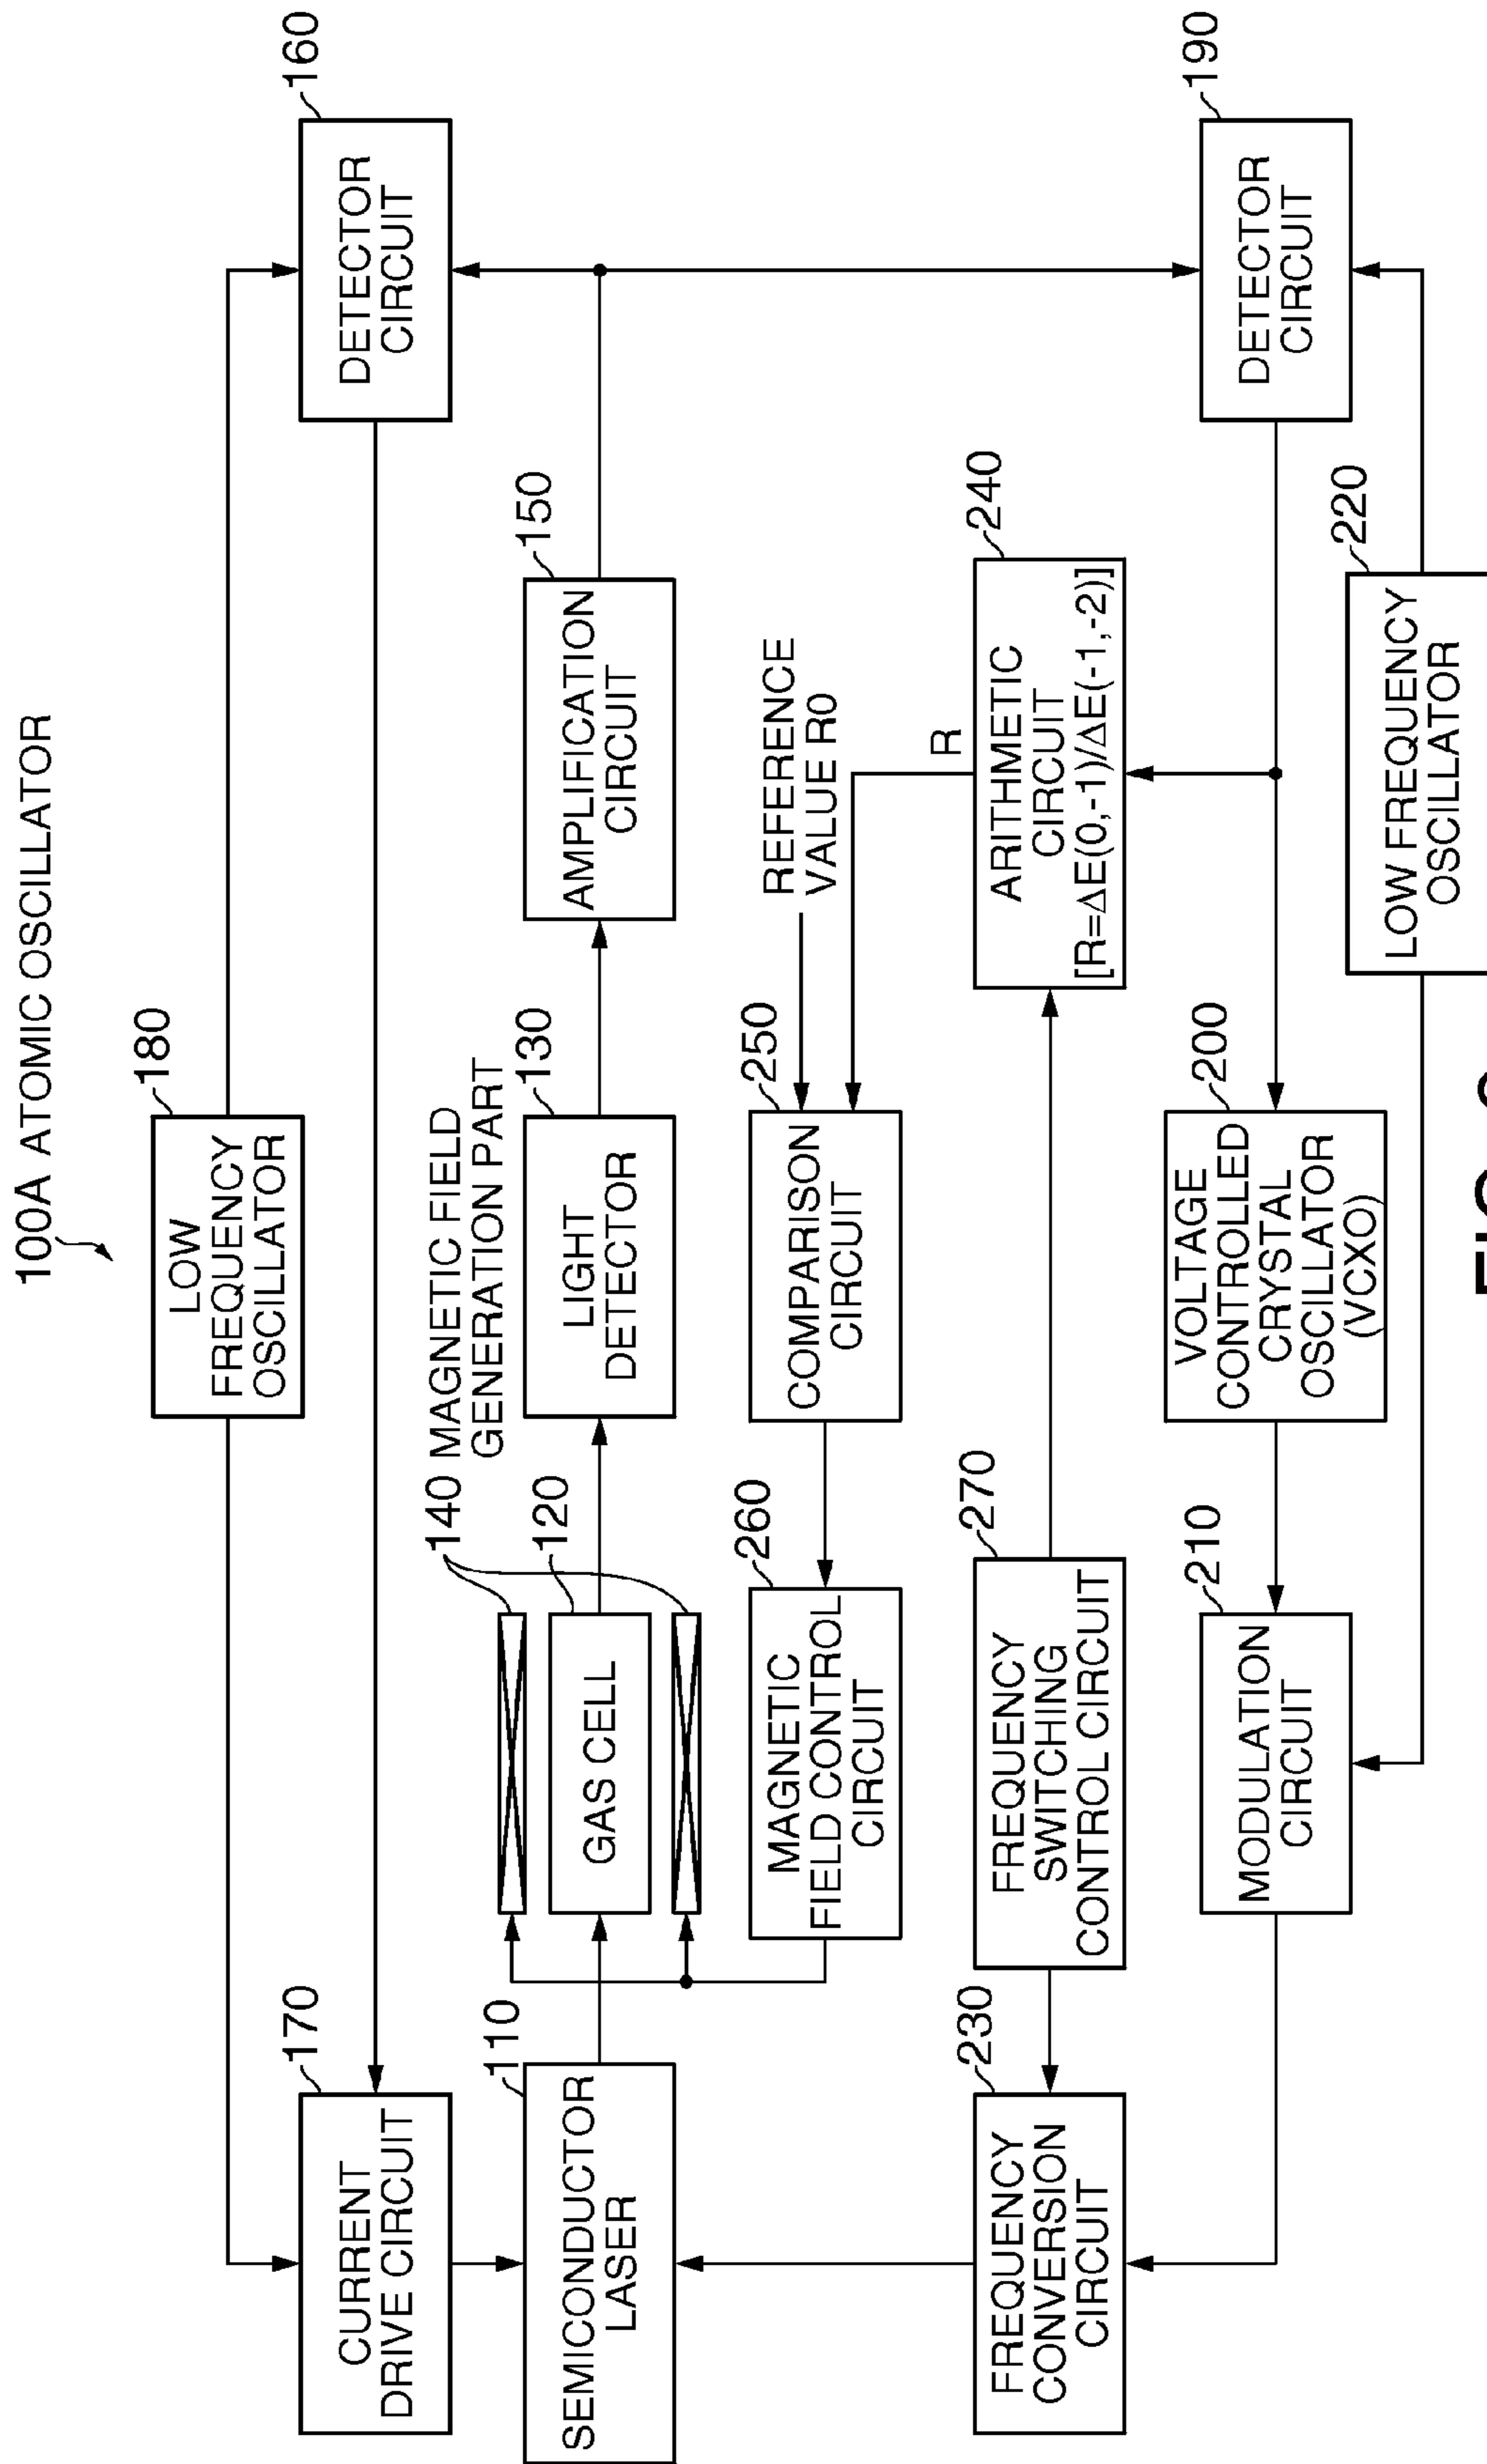 100A ATOMIC OSCILLATOR
180
LOW
FREQUENCY
OSCILLATOR
170
CURRENT
DRIVE CIRCUIT
160
DETECTOR
CIRCUIT
140 MAGNETIC FIELD
GENERATION PART
110
SEMICONDUCTOR
LASER
120
GAS CELL
130
LIGHT
DETECTOR
150
AMPLIFICATION
CIRCUIT
260
MAGNETIC
FIELD CONTROL
CIRCUIT
250
COMPARISON
CIRCUIT
REFERENCE
VALUE R0
R
230
FREQUENCY
CONVERSION
CIRCUIT
270
FREQUENCY
SWITCHING
CONTROL CIRCUIT
240
ARITHMETIC
CIRCUIT
[R=ΔE(0,-1)/ΔE(-1,-2)]
210
MODULATION
CIRCUIT
200
VOLTAGE
CONTROLLED
CRYSTAL
OSCILLATOR
(VCXO)
190
DETECTOR
CIRCUIT
220
LOW FREQUENCY
OSCILLATOR